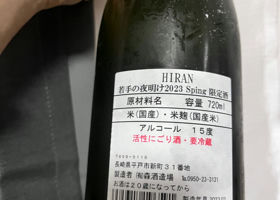 HIRAN
若手の夜明け2023 Sping 限定酒
原材料名 容量 720ml
米(国産)・米麹(国産米)
アルコール 15度
活性にごり酒・要冷蔵
長崎県平戸市新町31番地
製造者 ㈲森酒造場 ℡0950-23-3131
お酒は20歳になってから